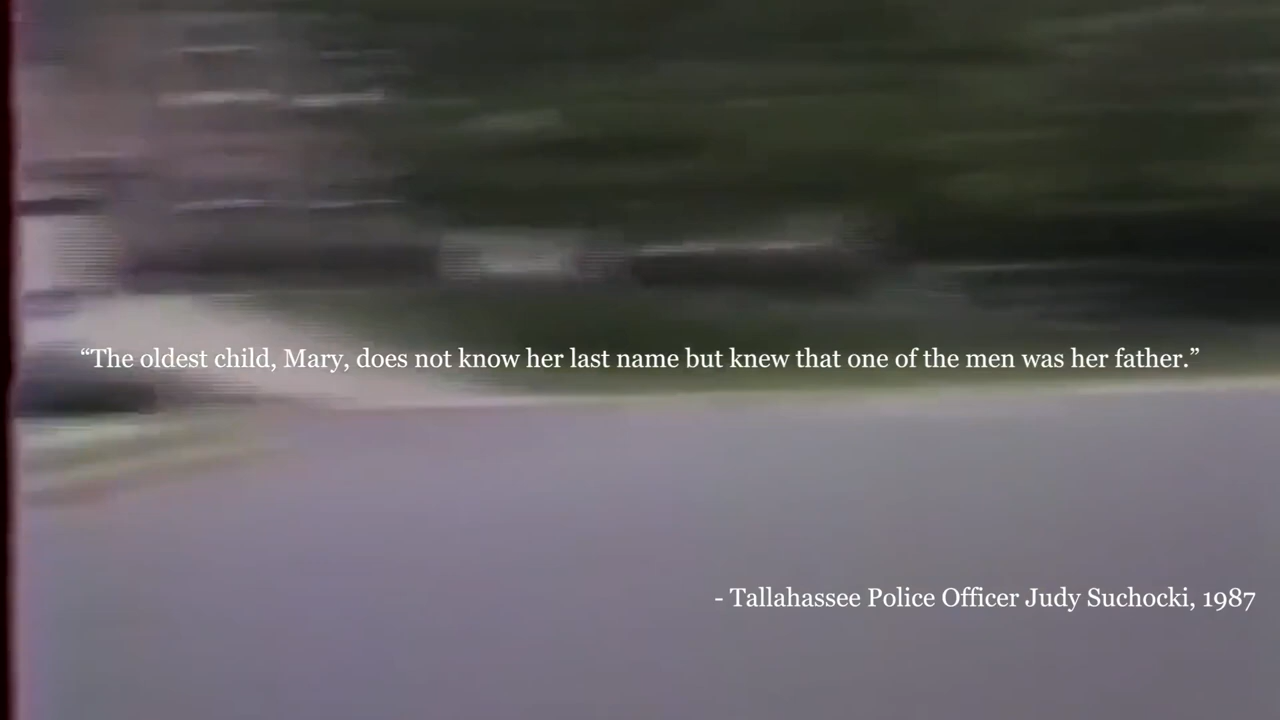 “The oldest child, Mary, does not know her last name but knew that one of the men was her father.”
- Tallahassee Police Officer Judy Suchocki, 1987